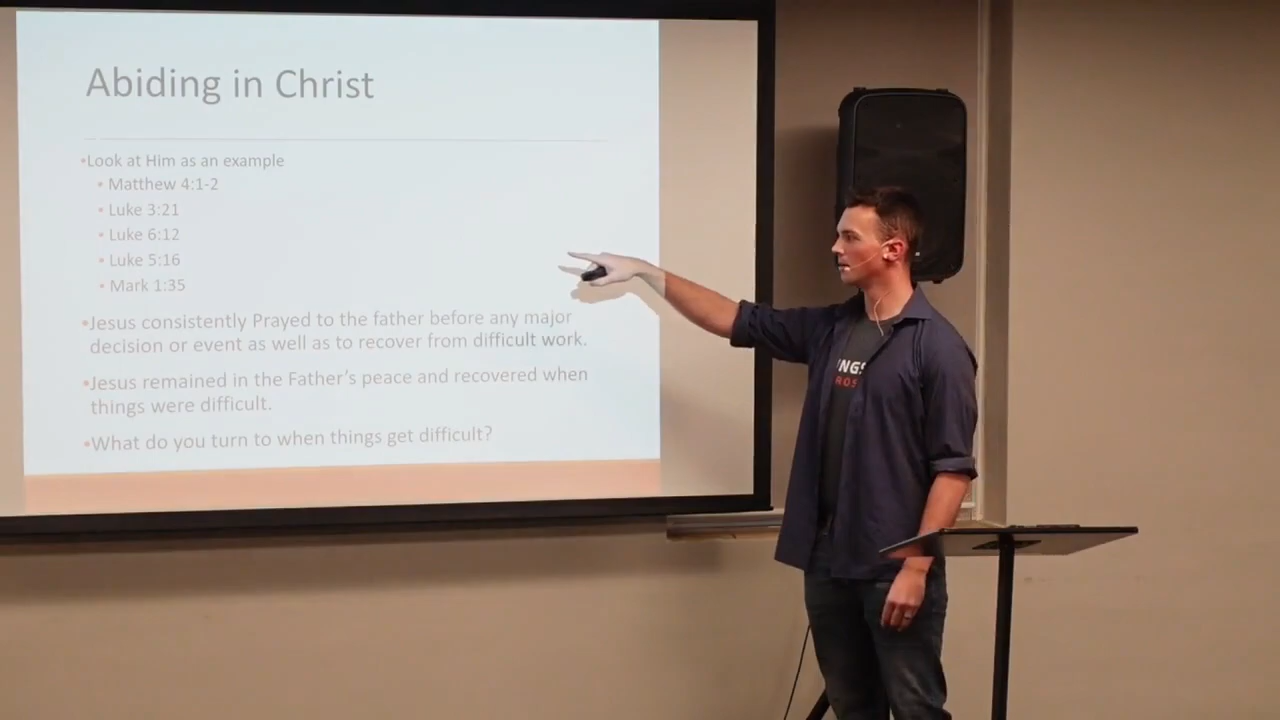 Abiding in Christ
•Look at Him as an example
• Matthew 4:1-2
• Luke 3:21
• Luke 6:12
• Luke 5:16
• Mark 1:35
•Jesus consistently Prayed to the father before any major
decision or event as well as to recover from difficult work.
•Jesus remained in the Father's peace and recovered when
things were difficult.
•What do you turn to when things get difficult?